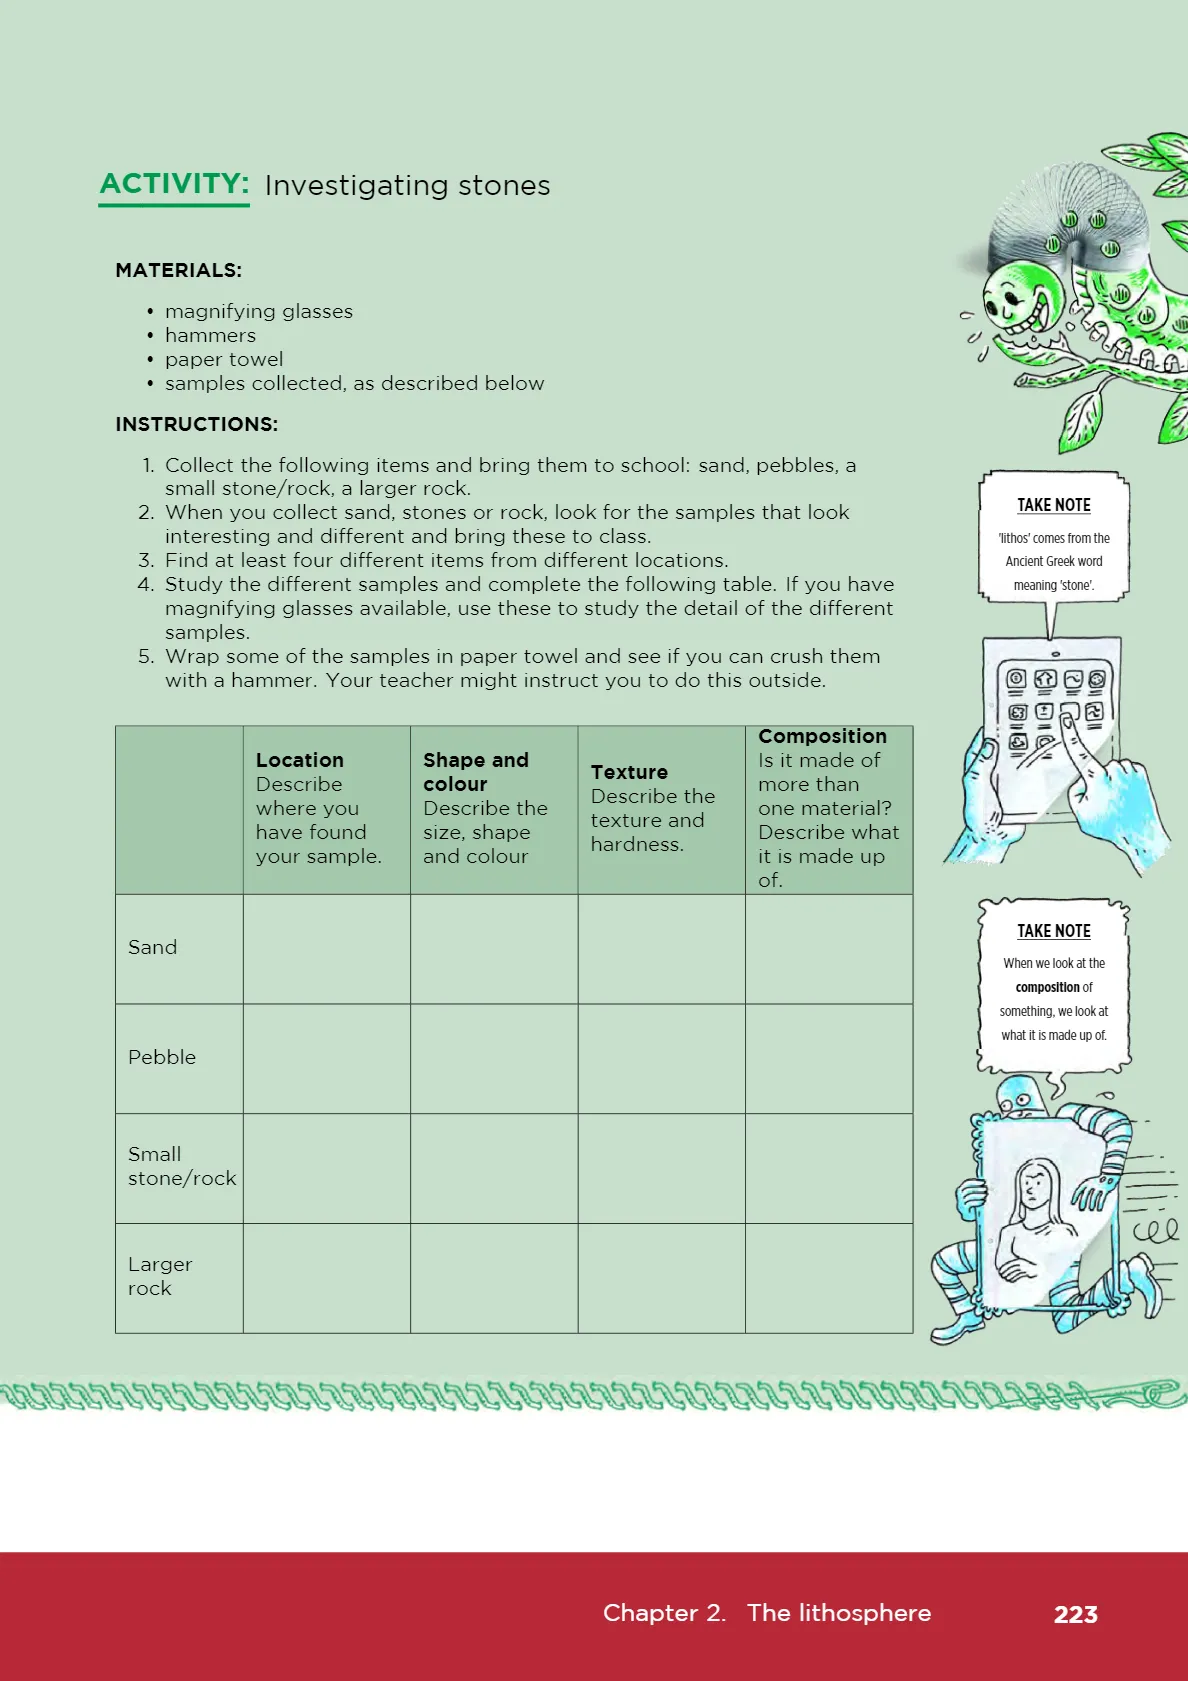 ACTIVITY: Investigating stones
MATERIALS:
• magnifying glasses
• hammers
• paper towel
• samples collected, as described below
INSTRUCTIONS:
1. Collect the following items and bring them to school: sand, pebbles, a
small stone/rock, a larger rock.
2. When you collect sand, stones or rock, look for the samples that look
interesting and different and bring these to class.
3. Find at least four different items from different locations.
4. Study the different samples and complete the following table. If you have
magnifying glasses available, use these to study the detail of the different
samples.
5. Wrap some of the samples in paper towel and see if you can crush them
with a hammer. Your teacher might instruct you to do this outside.
Location
Describe
where you
have found
your sample.
Shape and
colour
Describe the
size, shape
and colour
Texture
Describe the
texture and
hardness.
Composition
Is it made of
more than
one material?
Describe what
it is made up
of.
Sand
Pebble
Small
stone/rock
Larger
rock
TAKE NOTE
'lithos' comes from the
Ancient Greek word
meaning 'stone'.
TAKE NOTE
When we look at the
composition of
something, we look at
what it is made up of.
Chapter 2. The lithosphere 223